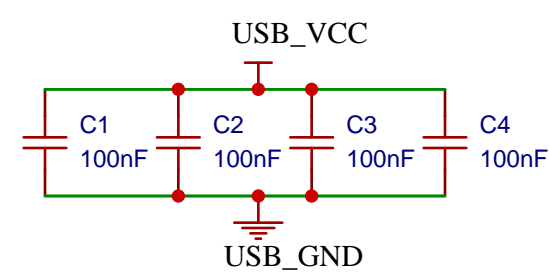 USB_VCC
C1 C2 C3 C4
100nF 100nF 100nF 100nF
USB_GND